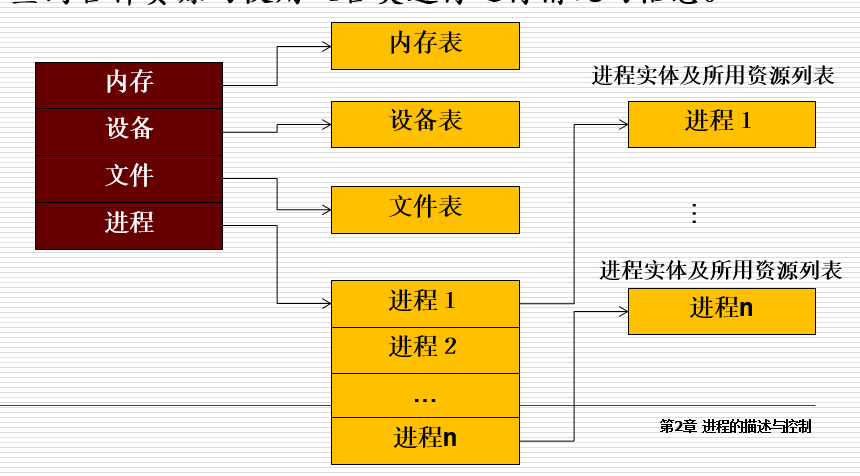 内存
设备
文件
进程
内存表
设备表
文件表
进程 1
进程 2
...
进程n
进程实体及所用资源列表
进程 1
...
进程实体及所用资源列表
进程n
第2章 进程的描述与控制